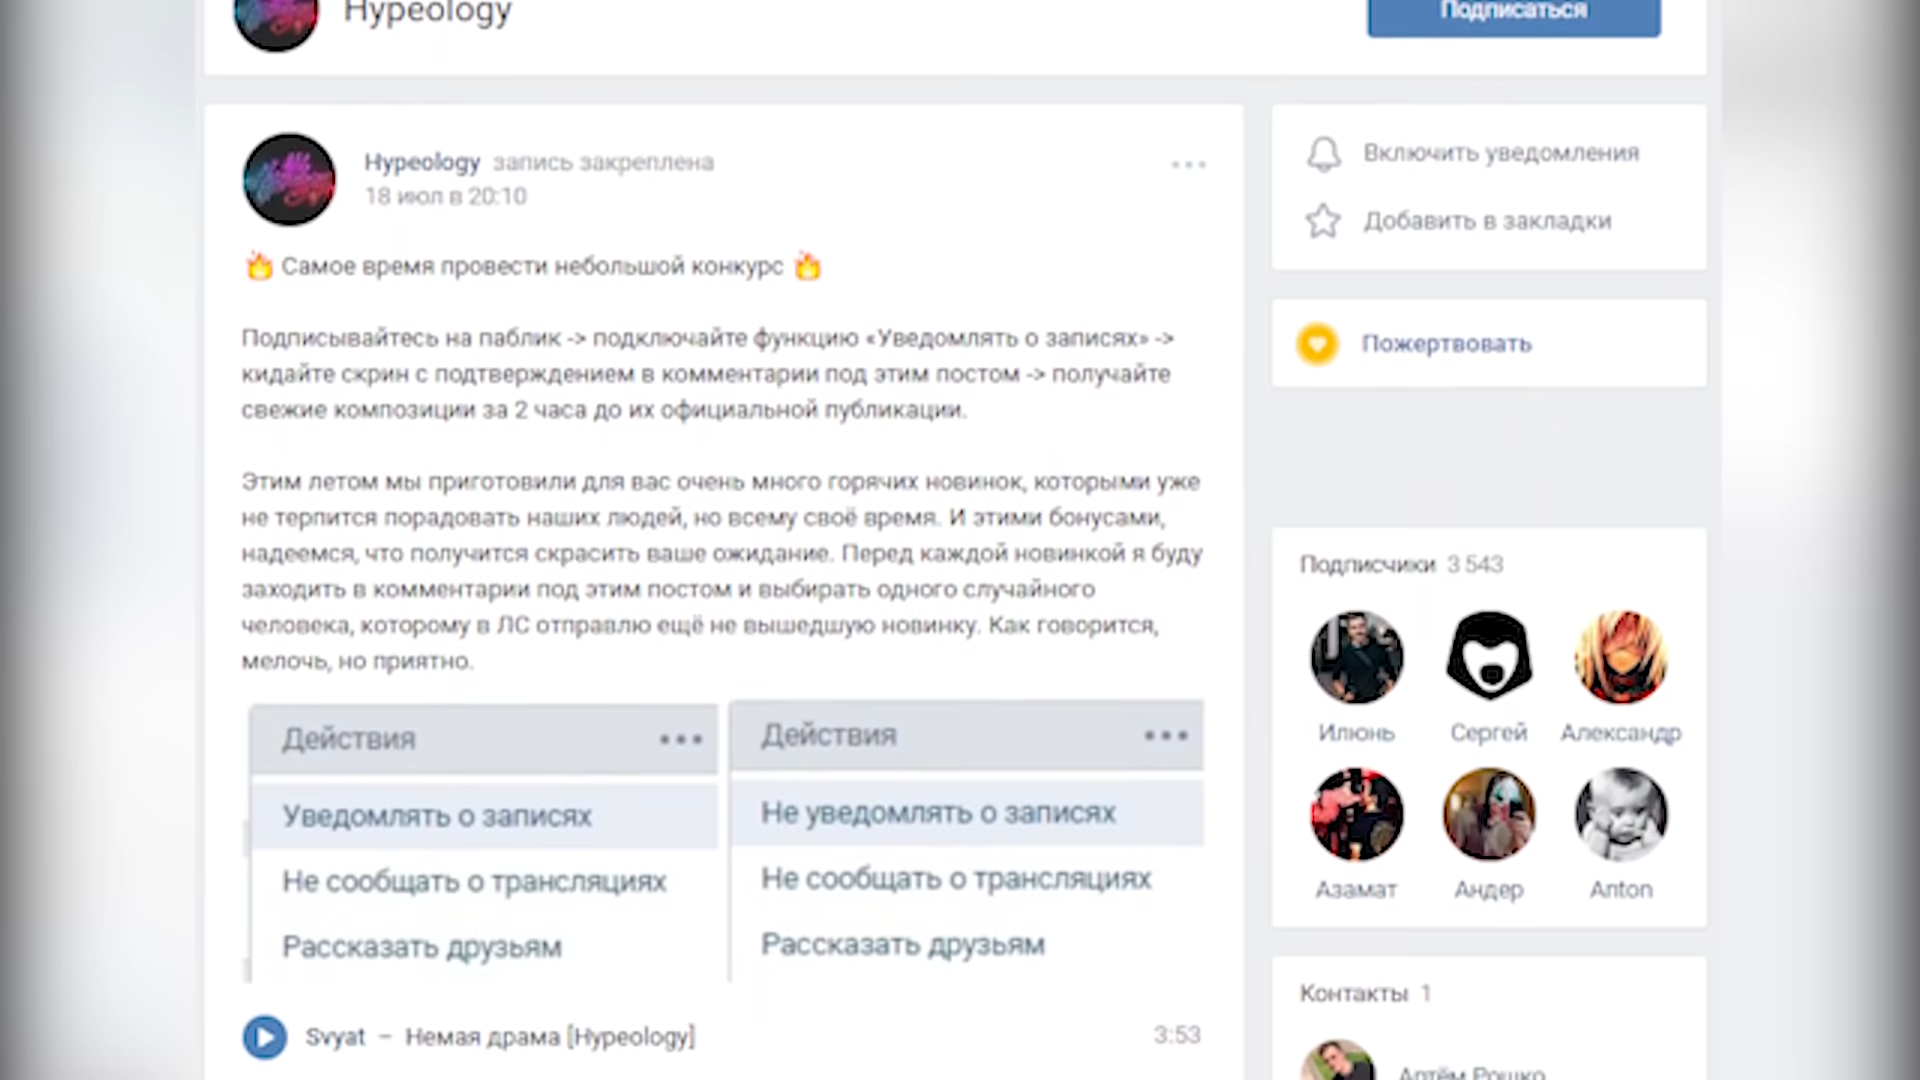 Hypeology
Подписаться
Hypeology запись закреплена
18 июл в 20:10
🔥 Самое время провести небольшой конкурс 🔥
Подписывайтесь на паблик -> подключайте функцию «Уведомлять о записях» ->
кидайте скрин с подтверждением в комментарии под этим постом -> получайте
свежие композиции за 2 часа до их официальной публикации.
Этим летом мы приготовили для вас очень много горячих новинок, которыми уже
не терпится порадовать наших людей, но всему своё время. И этими бонусами,
надеемся, что получится скрасить ваше ожидание. Перед каждой новинкой я буду
заходить в комментарии под этим постом и выбирать одного случайного
человека, которому в ЛС отправлю ещё не вышедшую новинку. Как говорится,
мелочь, но приятно.
Действия
Уведомлять о записях
Не сообщать о трансляциях
Рассказать друзьям
Действия
Не уведомлять о записях
Не сообщать о трансляциях
Рассказать друзьям
Svyat – Немая драма [Hypeology] 3:53
Включить уведомления
Добавить в закладки
Пожертвовать
Подписчики 3 543
Илюнь Сергей Александр
Азамат Андер Anton
Контакты 1
Артём Рошко